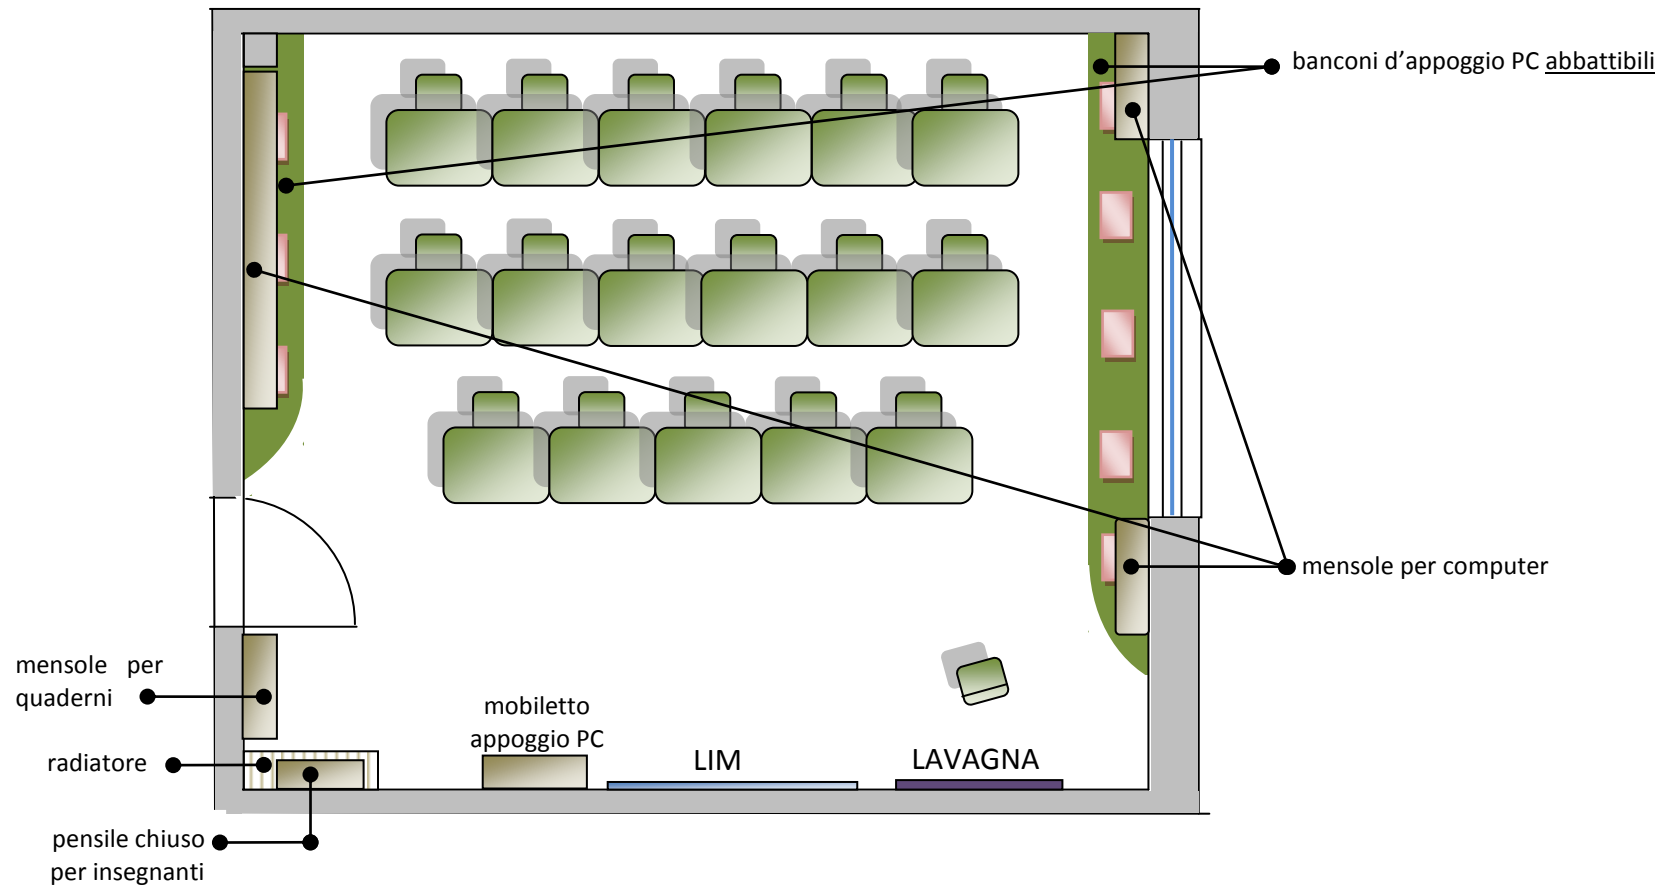 banconi d’appoggio PC abbattibili
mensole per computer
mensole per
quaderni
mobiletto
appoggio PC
radiatore
LIM
LAVAGNA
pensile chiuso
per insegnanti